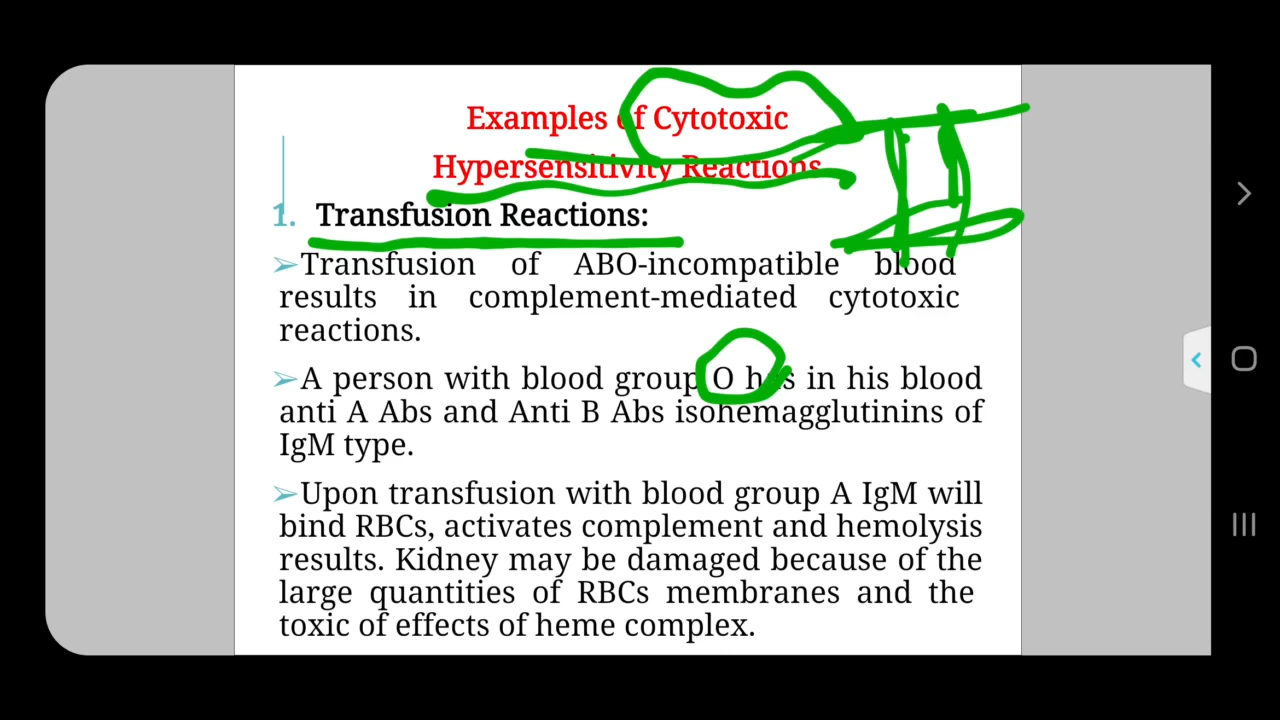 Examples of Cytotoxic
Hypersensitivity Reactions
1. Transfusion Reactions:
➢Transfusion of ABO-incompatible blood
results in complement-mediated cytotoxic
reactions.
➢A person with blood group O has in his blood
anti A Abs and Anti B Abs isohemagglutinins of
IgM type.
➢Upon transfusion with blood group A IgM will
bind RBCs, activates complement and hemolysis
results. Kidney may be damaged because of the
large quantities of RBCs membranes and the
toxic of effects of heme complex.